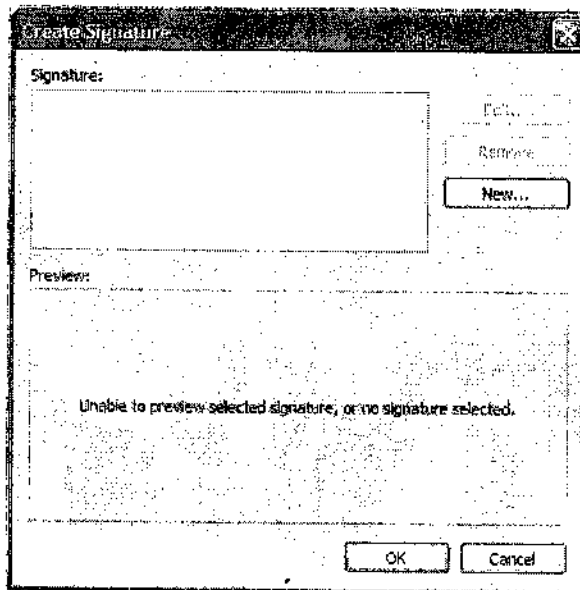 Create Signature
Signature:
Edit...
Remove
New...
Preview:
Unable to preview selected signature, or no signature selected.
OK
Cancel